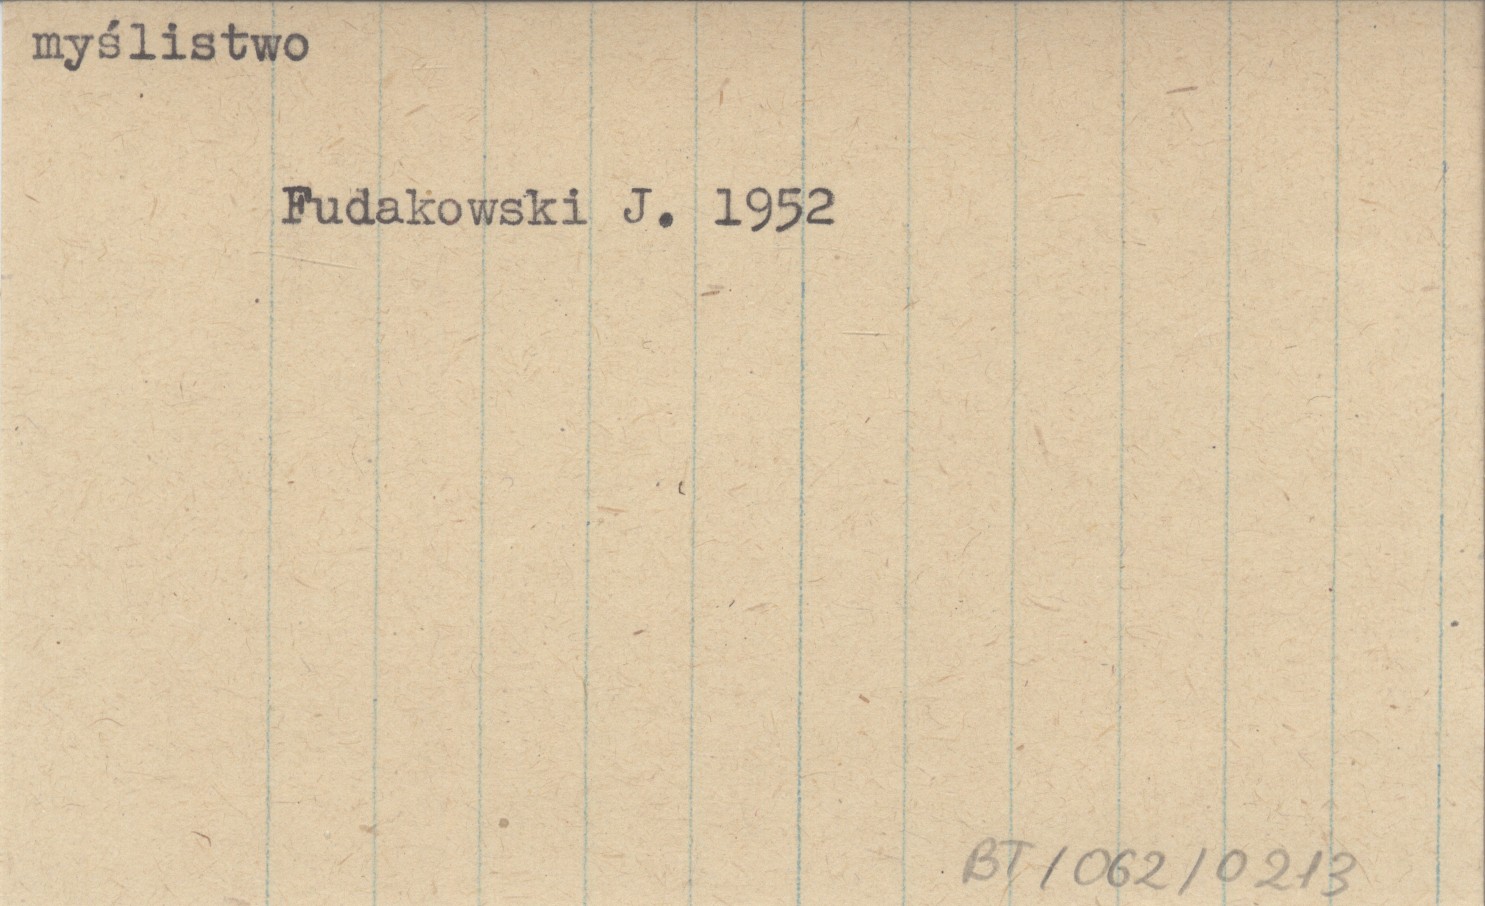 myślistwo
Fudakowski J. 1952
BT/062/0213